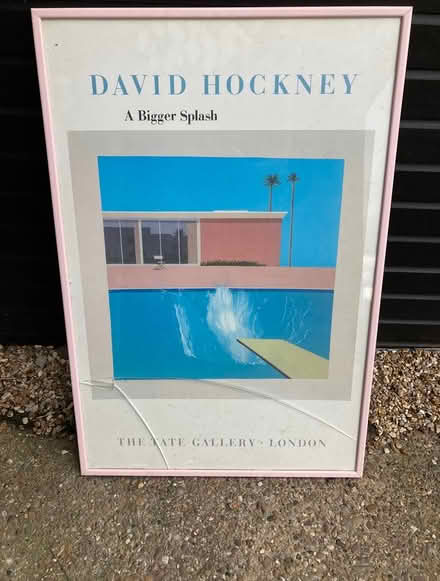 DAVID HOCKNEY
A Bigger Splash
THE TATE GALLERY · LONDON